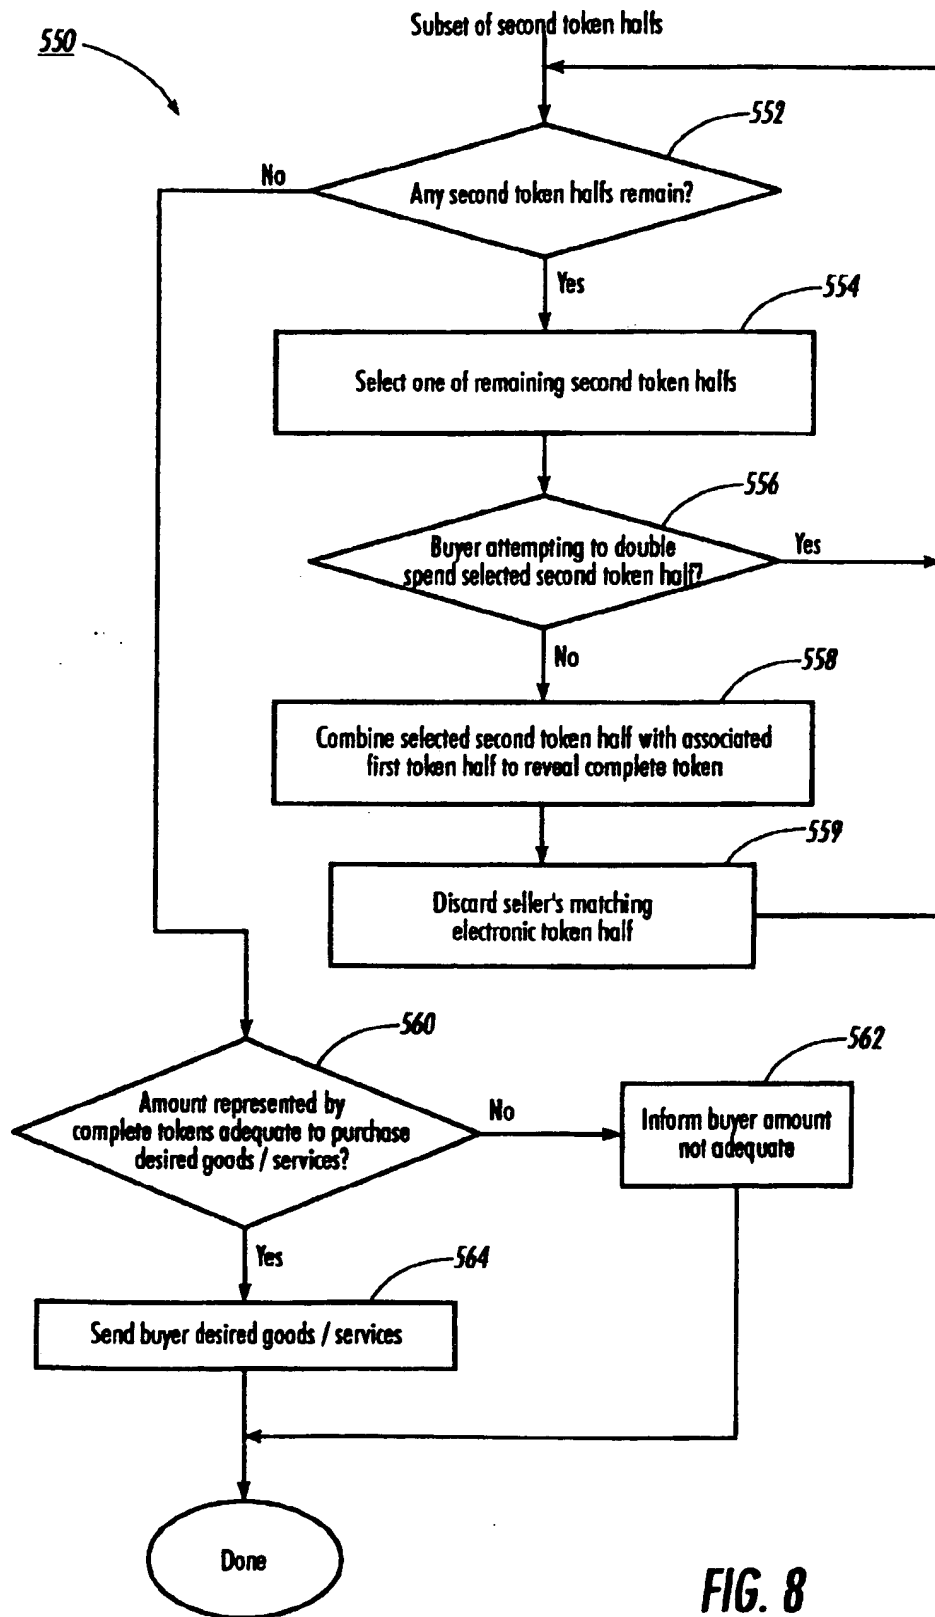 Subset of second token halfs
550
552
No
Any second token halfs remain?
Yes
554
Select one of remaining second token halfs
556
Buyer attempting to double
spend selected second token half?
Yes
No
558
Combine selected second token half with associated
first token half to reveal complete token
559
Discard seller's matching
electronic token half
560
562
Amount represented by
complete tokens adequate to purchase
desired goods / services?
No
Inform buyer amount
not adequate
Yes
564
Send buyer desired goods / services
Done
FIG. 8